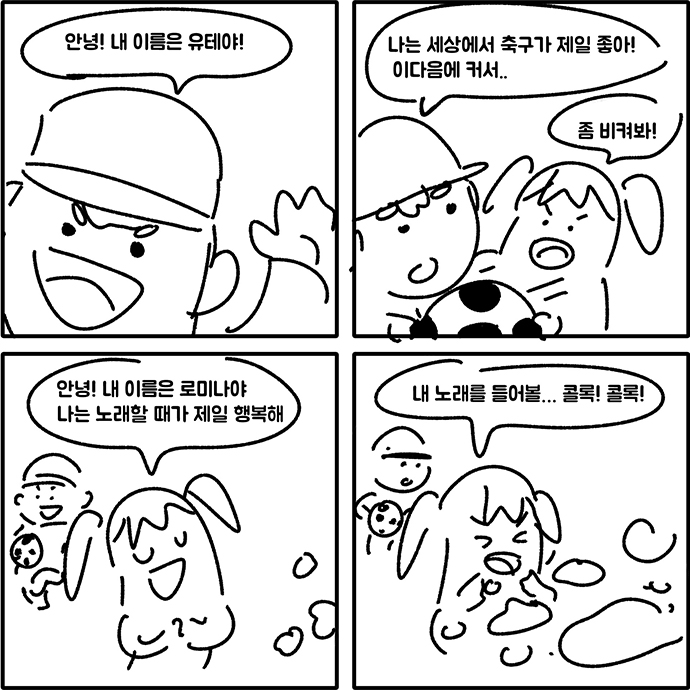 안녕! 내 이름은 유테야!
나는 세상에서 축구가 제일 좋아!
이다음에 커서..
좀 비켜봐!
안녕! 내 이름은 로미나야
나는 노래할 때가 제일 행복해
내 노래를 들어볼... 콜록! 콜록!